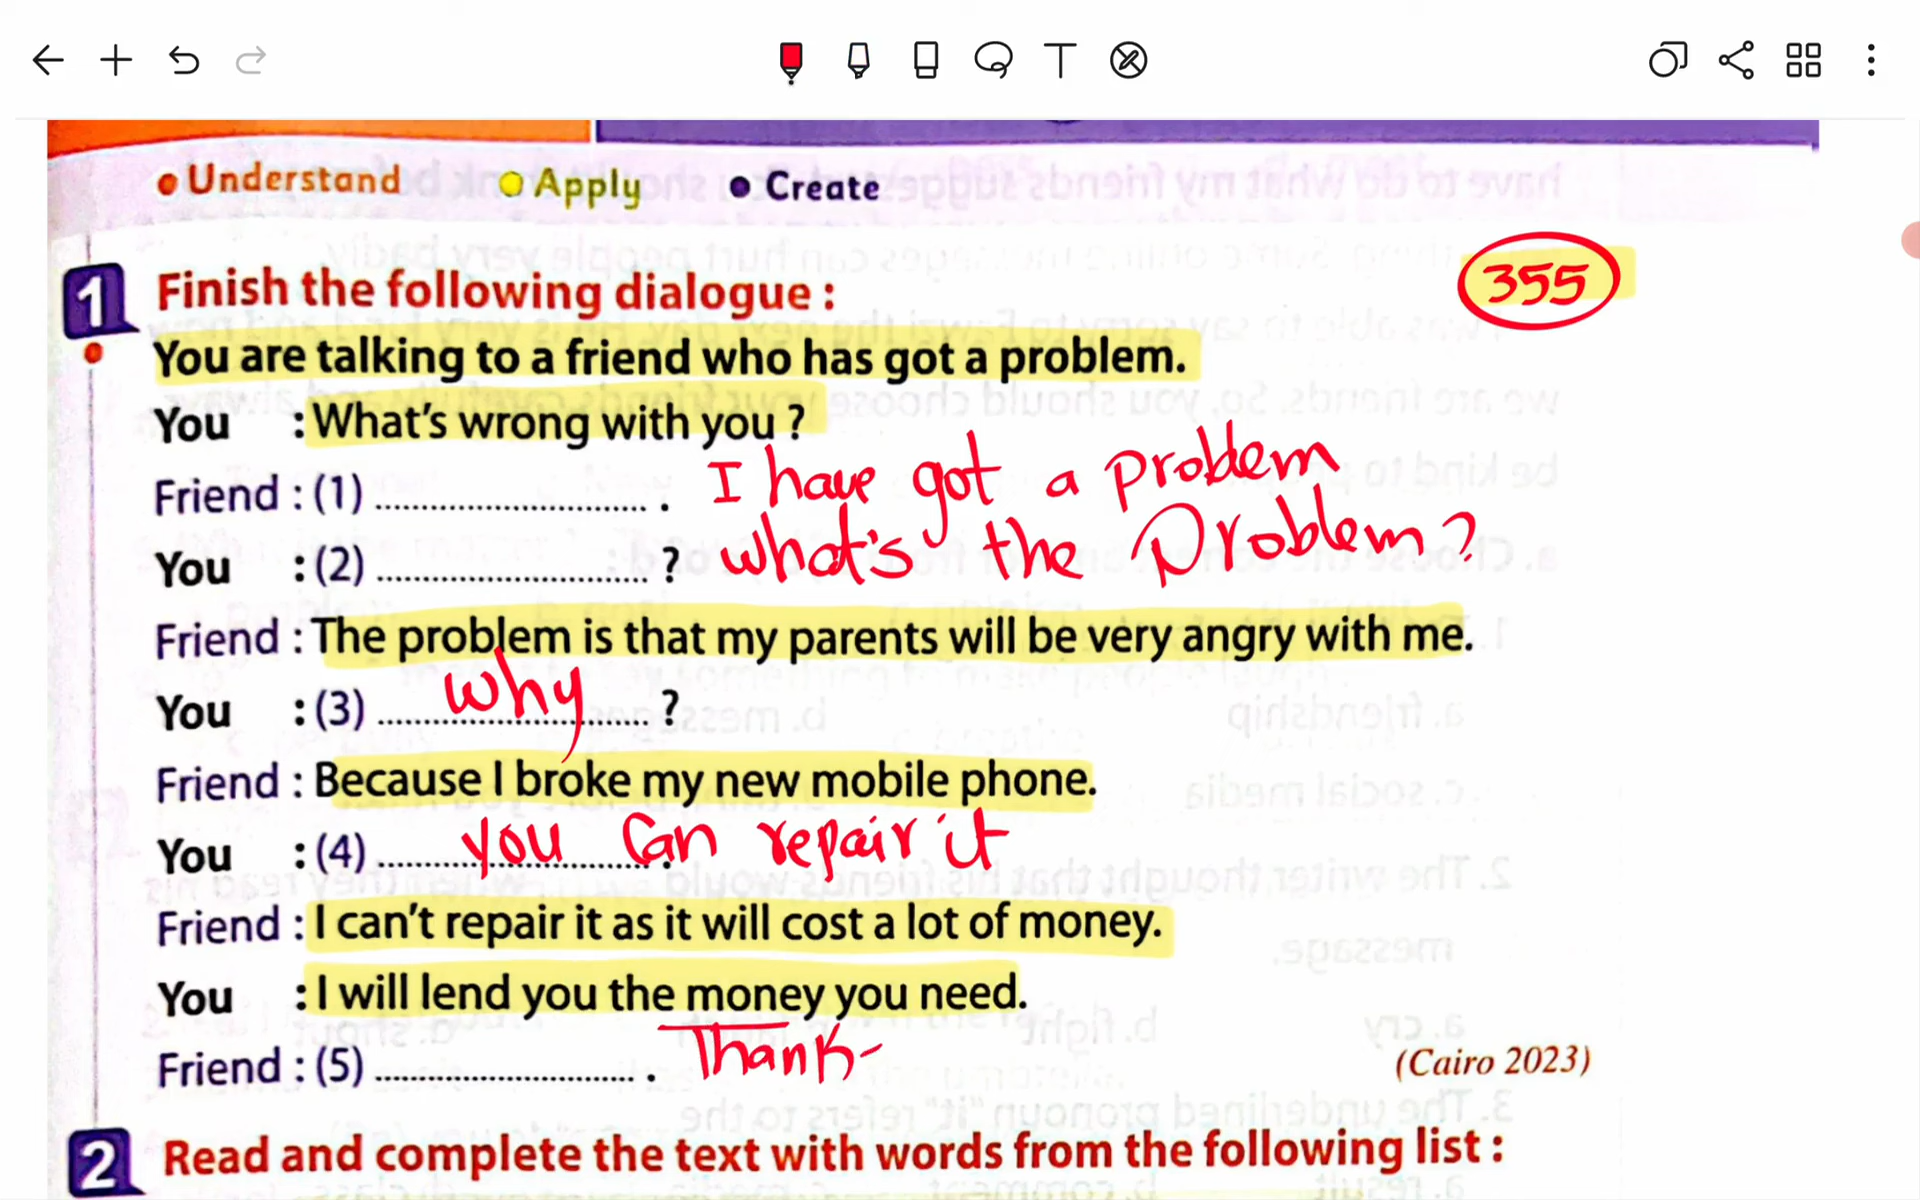 Understand Apply Create
1 Finish the following dialogue :
355
You are talking to a friend who has got a problem.
You : What's wrong with you ?
Friend : (1) ............................. . I have got a problem
You : (2) ............................. ? what's the Problem?
Friend : The problem is that my parents will be very angry with me.
You : (3) ............................. ? why
Friend : Because I broke my new mobile phone.
You : (4) ............................. . you can repair it
Friend : I can't repair it as it will cost a lot of money.
You : I will lend you the money you need.
Friend : (5) ............................. . Thank-
(Cairo 2023)
2 Read and complete the text with words from the following list :